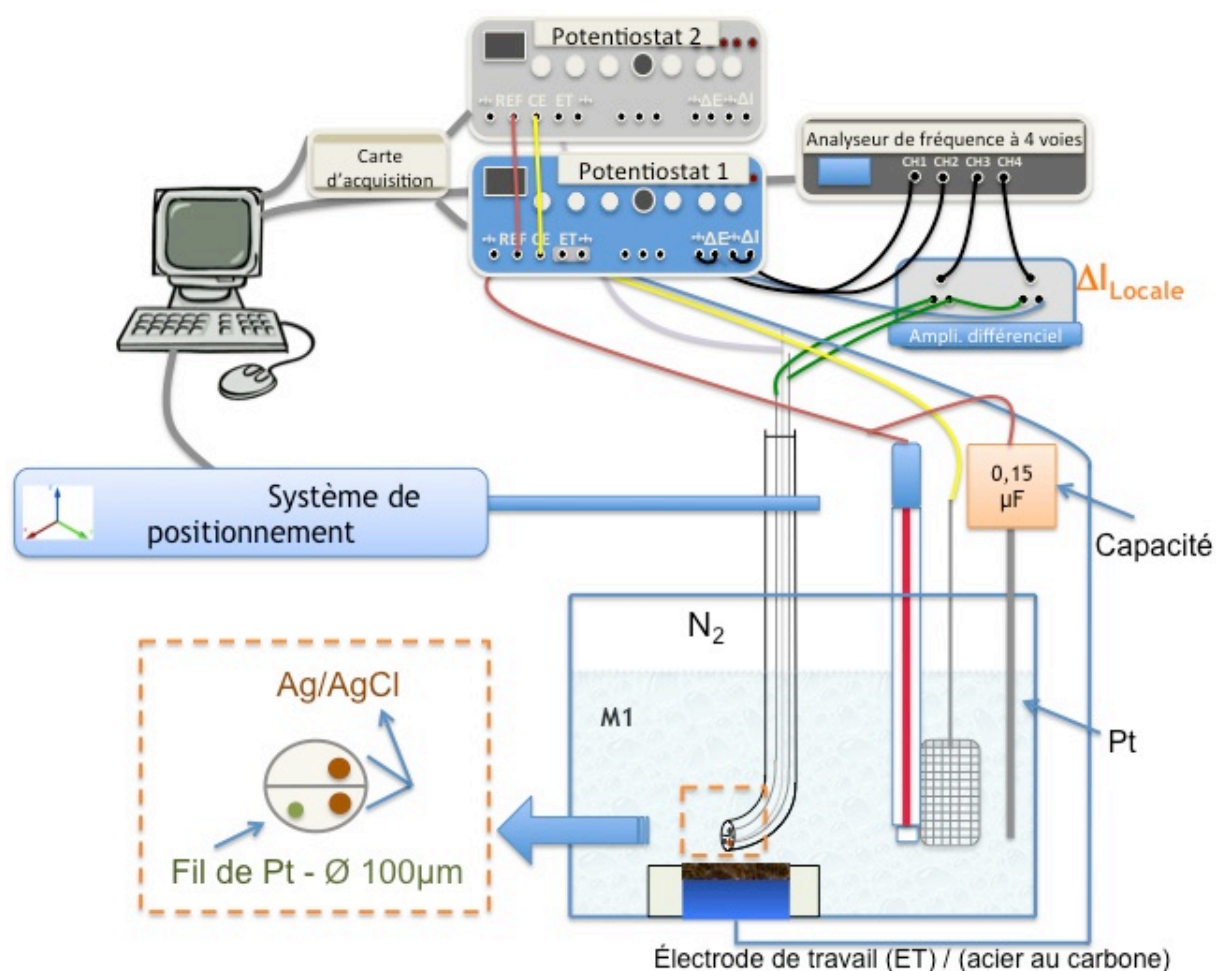 Potentiostat 2
REF CE ET ΔE ΔI
Carte
d'acquisition
Potentiostat 1
REF CE ET ΔE ΔI
Analyseur de fréquence à 4 voies
CH1 CH2 CH3 CH4
ΔI Locale
Ampli. différenciel
Système de
positionnement
0,15
µF
Capacité
N2
M1
Pt
Ag/AgCl
Fil de Pt - Ø 100µm
Électrode de travail (ET) / (acier au carbone)